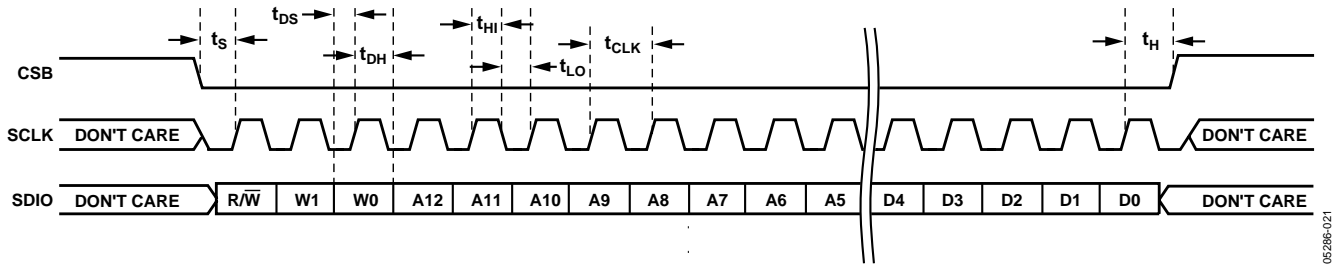 tDS
tHI
tS
tCLK
tH
tDH
tLO
CSB
SCLK
DON'T CARE
DON'T CARE
SDIO
DON'T CARE
R/W̅
W1
W0
A12
A11
A10
A9
A8
A7
A6
A5
D4
D3
D2
D1
D0
DON'T CARE
05286-021